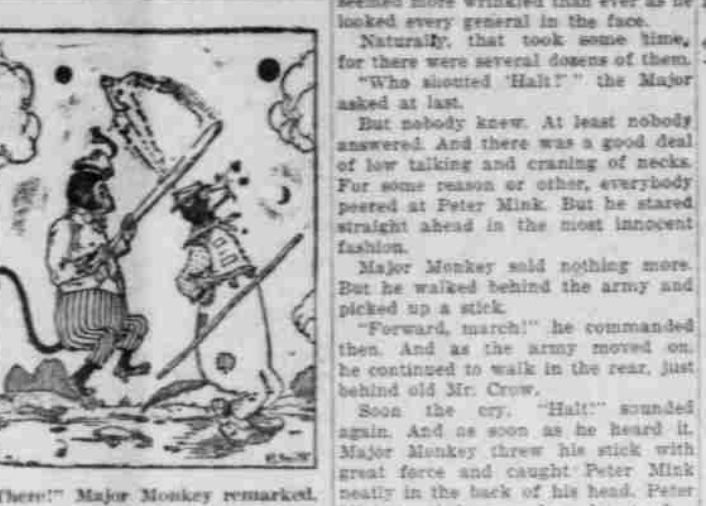 There!" Major Monkey remarked.
seemed more wrinkled than ever as he
looked every general in the face.
Naturally, that took some time,
for there were several dozens of them.
"Who shouted 'Halt!'" the Major
asked at last.
But nobody knew. At least nobody
answered. And there was a good deal
of low talking and craning of necks.
For some reason or other, everybody
peered at Peter Mink. But he stared
straight ahead in the most innocent
fashion.
Major Monkey said nothing more.
But he walked behind the army and
picked up a stick.
"Forward, march!" he commanded
then. And as the army moved on,
he continued to walk in the rear, just
behind old Mr. Crow.
Soon the cry, "Halt!" sounded
again. And as soon as he heard it,
Major Monkey threw his stick with
great force and caught Peter Mink
neatly in the back of his head. Peter